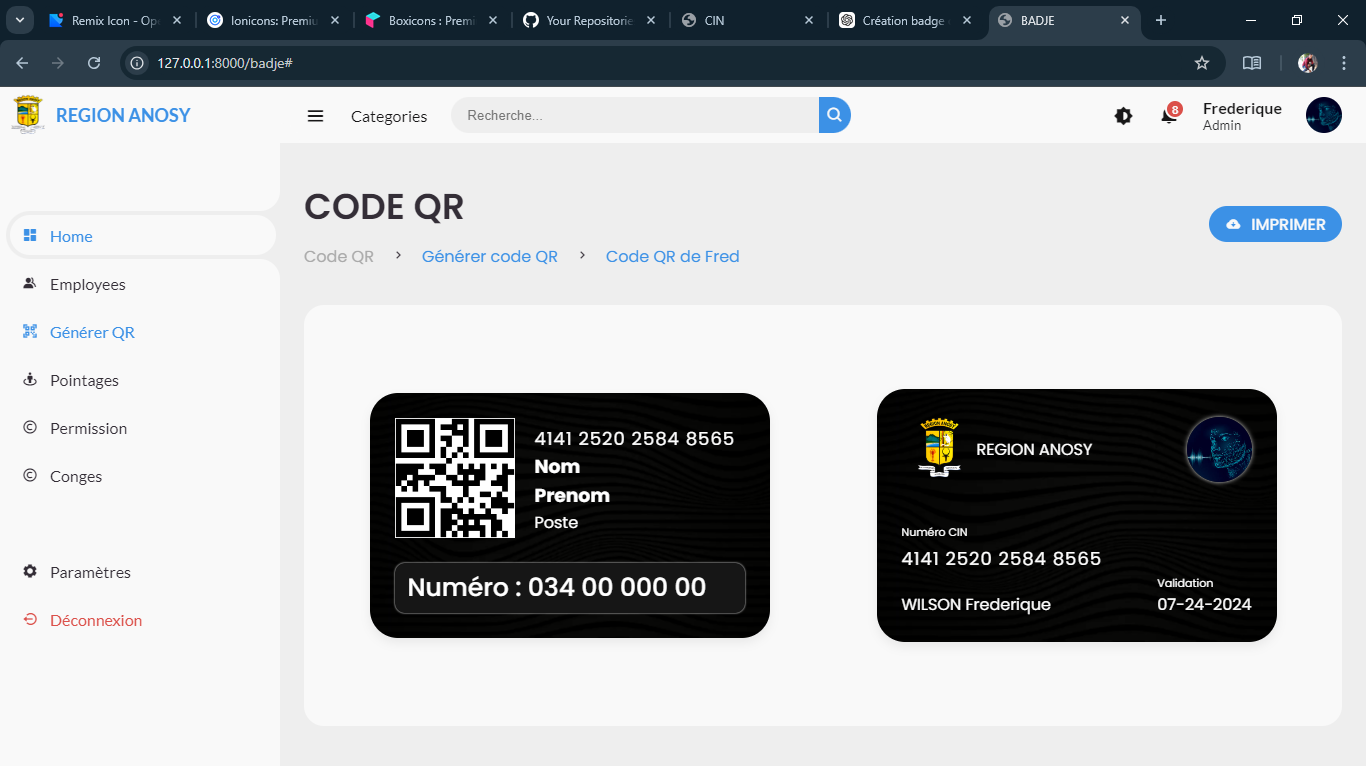 Remix Icon - Ope
Ionicons: Premiu
Boxicons : Premi
Your Repositorie
CIN
Création badge
BADJE
127.0.0.1:8000/badje#
REGION ANOSY
Categories
Recherche...
8
Frederique
Admin
Home
Employees
Générer QR
Pointages
Permission
Conges
Paramètres
Déconnexion
CODE QR
Code QR > Générer code QR > Code QR de Fred
IMPRIMER
4141 2520 2584 8565
Nom
Prenom
Poste
Numéro : 034 00 000 00
REGION ANOSY
REGION ANOSY
Numéro CIN
4141 2520 2584 8565
WILSON Frederique
Validation
07-24-2024